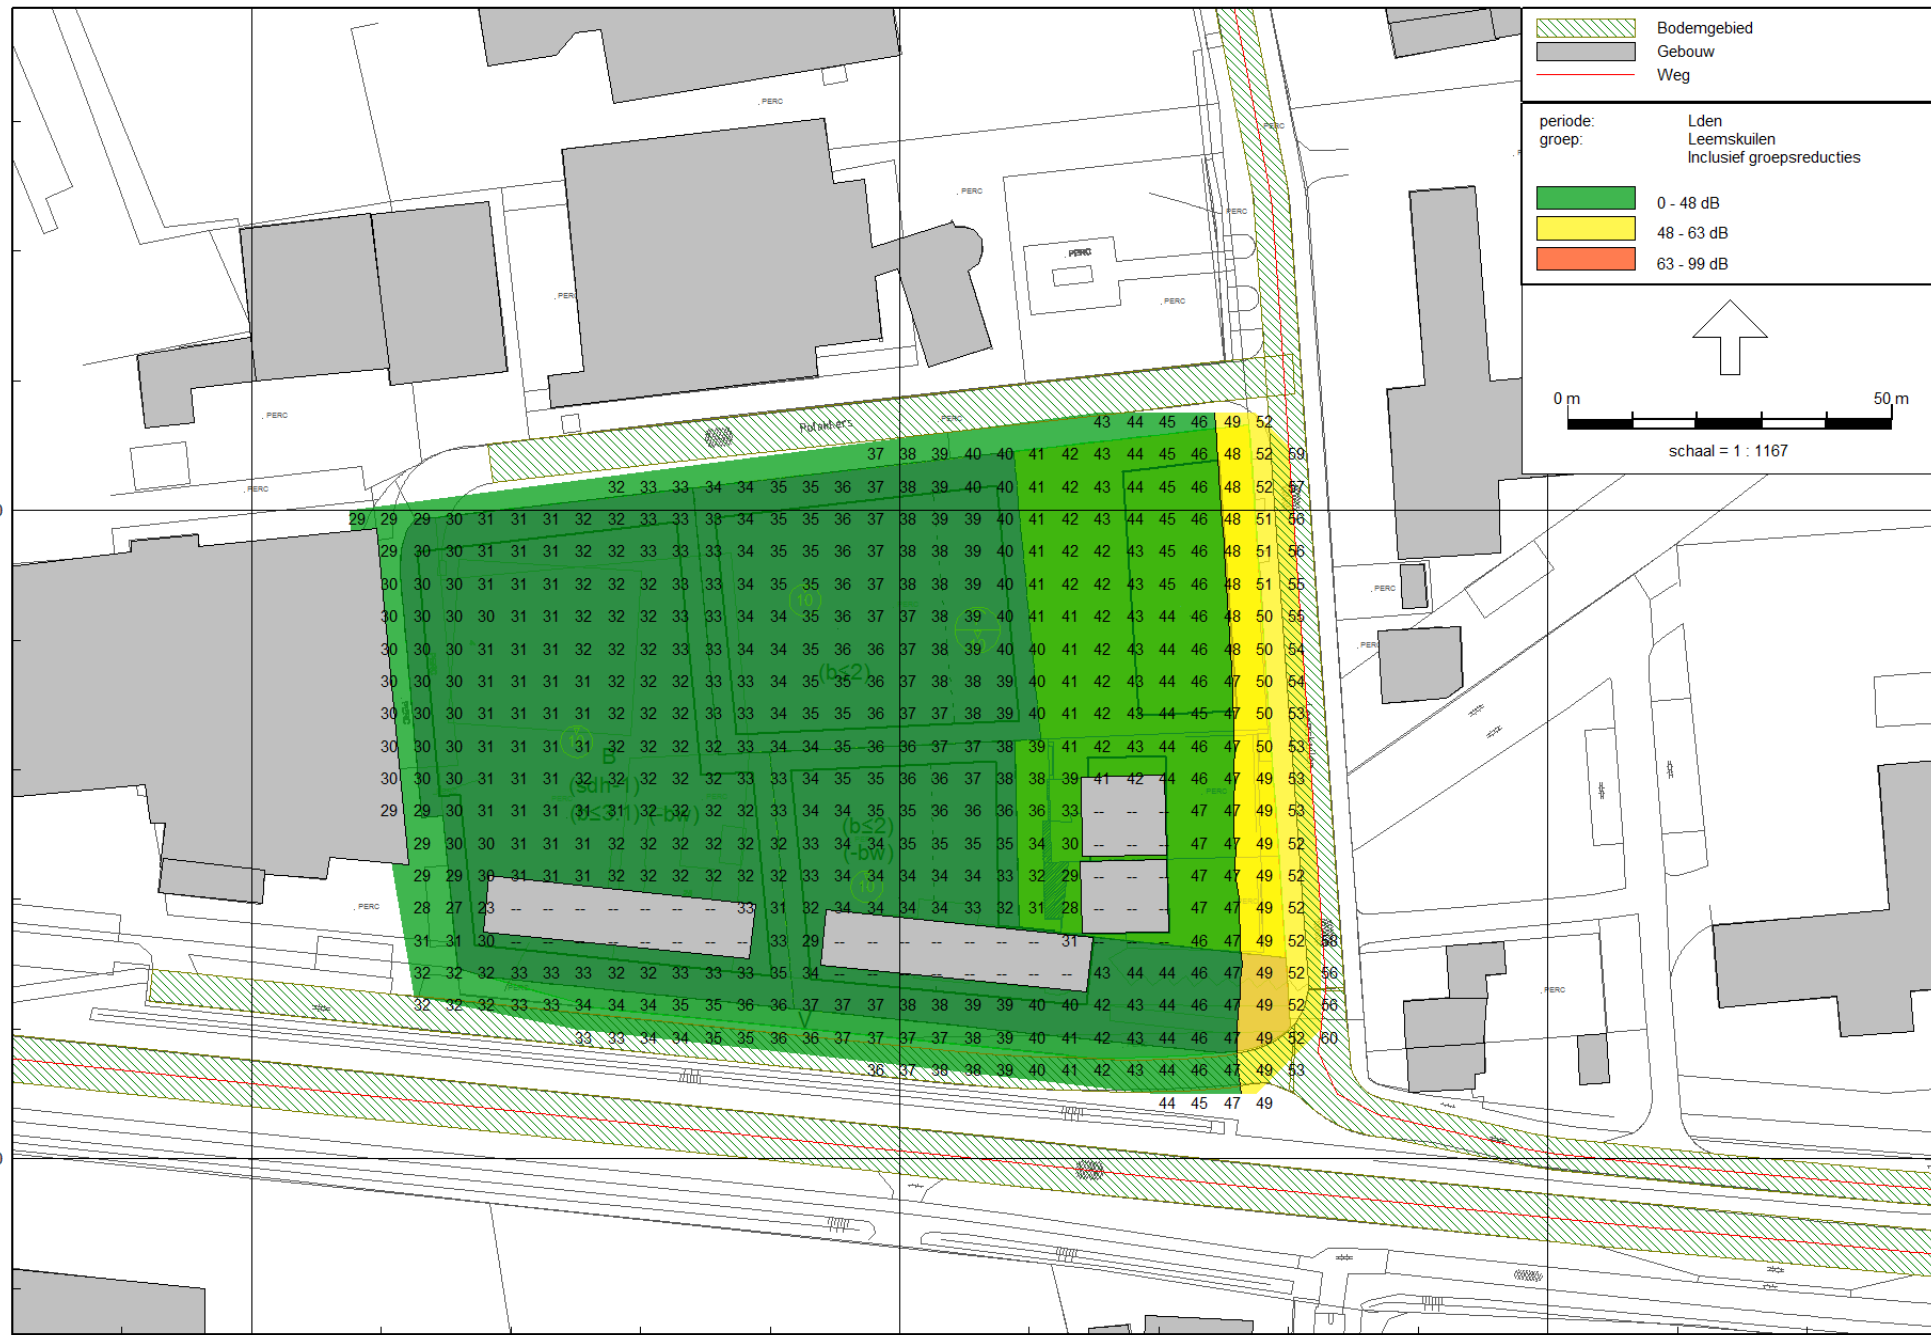 Bodemgebied
Gebouw
Weg
periode: Lden
groep: Leemskuilen
Inclusief groepsreducties
0 - 48 dB
48 - 63 dB
63 - 99 dB
0 m 50 m
schaal = 1 : 1167
PERC
PERC
PERC
PERC
PERC
PERC
PERC
43 44 45 46 49 52
37 38 39 40 40 41 42 43 44 45 46 48 52 59
32 33 33 34 34 35 35 36 37 38 39 40 40 41 42 43 44 45 46 48 52 57
29 29 29 30 31 31 31 32 32 33 33 33 34 35 35 36 37 38 39 39 40 41 42 43 44 45 46 48 51 56
29 30 30 31 31 31 32 32 33 33 33 34 35 35 36 37 38 38 39 40 41 42 42 43 45 46 48 51 56
30 30 30 31 31 31 32 32 32 33 33 34 35 35 36 37 38 38 39 40 41 42 42 43 45 46 48 51 55
10
30 30 30 30 31 31 32 32 32 33 33 34 34 35 36 37 37 38 39 40 41 41 42 43 44 46 48 50 55
30 30 30 31 31 31 32 32 32 33 33 34 34 35 36 36 37 38 39 40 40 41 42 43 44 46 48 50 54
(b≤2)
30 30 30 31 31 31 31 32 32 32 33 33 34 35 35 36 37 38 38 39 40 41 42 43 44 46 47 50 54
30 30 30 31 31 31 31 32 32 32 33 33 34 35 35 36 37 37 38 39 40 41 42 43 44 45 47 50 53
30 30 30 31 31 31 31 32 32 32 32 33 34 34 35 36 36 37 37 38 39 41 42 43 44 46 47 50 53
B
30 30 30 31 31 31 32 32 32 32 32 33 33 34 35 35 36 36 37 38 38 39 41 42 44 46 47 49 53
(sdh-1)
29 29 30 31 31 31 31 31 32 32 32 32 33 34 34 35 35 36 36 36 36 33 -- -- -- 47 47 49 53
(b≤3:1) (-bw)
(b≤2)
29 30 30 31 31 31 32 32 32 32 32 32 33 34 34 35 35 35 35 34 30 -- -- -- 47 47 49 52
(-bw)
29 29 30 31 31 31 32 32 32 32 32 32 33 34 34 34 34 34 33 32 29 -- -- -- 47 47 49 52
10
28 27 23 -- -- -- -- -- -- -- 33 31 32 34 34 34 34 33 32 31 28 -- -- -- 47 47 49 52
31 31 30 -- -- -- -- -- -- -- -- 33 29 -- -- -- -- -- -- -- 31 -- -- -- 46 47 49 52 58
32 32 32 33 33 33 32 32 33 33 33 35 34 -- -- -- -- -- -- -- -- 43 44 44 46 47 49 52 56
32 32 32 33 33 34 34 34 35 35 36 36 37 37 37 38 38 39 39 40 40 42 43 44 46 47 49 52 56
V
33 33 34 34 35 35 36 36 37 37 37 37 38 39 40 41 42 43 44 46 47 49 52 60
36 37 38 38 39 40 41 42 43 44 46 47 49 53
44 45 47 49